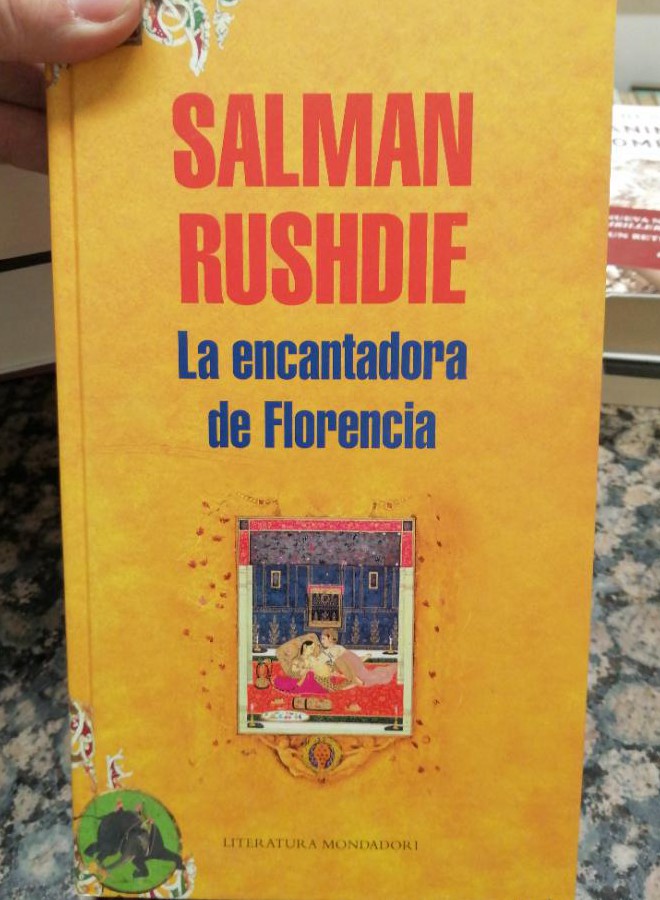 SALMAN
RUSHDIE
La encantadora
de Florencia
LITERATURA MONDADORI